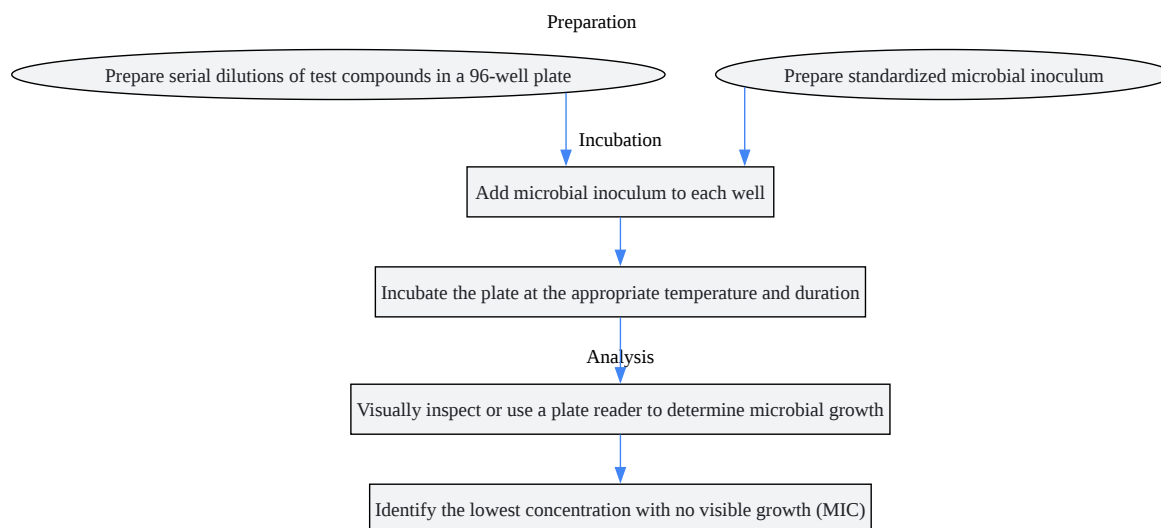 Preparation
Prepare serial dilutions of test compounds in a 96-well plate
Prepare standardized microbial inoculum
Incubation
Add microbial inoculum to each well
Incubate the plate at the appropriate temperature and duration
Analysis
Visually inspect or use a plate reader to determine microbial growth
Identify the lowest concentration with no visible growth (MIC)